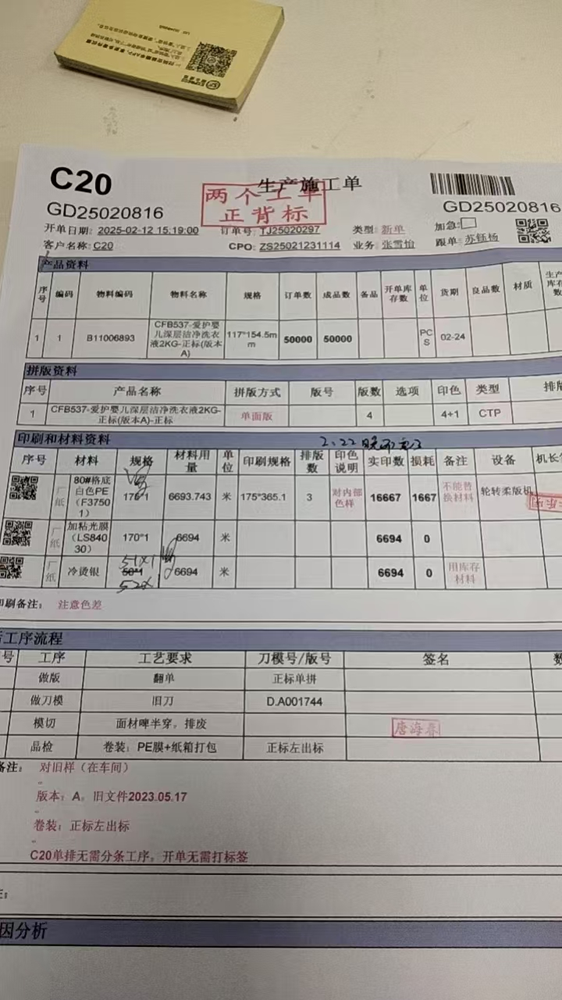 C20
生产施工单
两个工单
正背标
GD25020816
GD25020816
开单日期: 2025-02-12 15:19:00 订单号: TJ25020297 类型: 新单 加急:
客户名称: C20 CPO: ZS25021231114 业务: 张雪怡 跟单: 苏钰杨
产品资料
序号 编码 物料编码 物料名称 规格 订单数 成品数 备品 开单库存数 单位 货期 良品数 材质
1 1 B11006893 CFB537-爱护婴儿深层洁净洗衣液2KG-正标(版本A) 117*154.5mm 50000 50000 PCS 02-24
拼版资料
序号 产品名称 拼版方式 版号 版数 选项 印色 类型 排版
1 CFB537-爱护婴儿深层洁净洗衣液2KG-正标(版本A)-正标 单面版 4 4+1 CTP
印刷和材料资料
序号 材料 规格 材料用量 单位 印刷规格 排版数 印色说明 实印数 损耗 备注 设备
厂纸 80#格底白色PE(F37501) 175*1 6693.743 米 175*365.1 3 对内部色样 16667 1667 不能替换材料 轮转柔版机
厂纸 加粘光膜(LS84030) 170*1 6694 米 6694 0
厂纸 冷烫银 50*1 6694 米 6694 0 用库存材料
印刷备注: 注意色差
工序流程
号 工序 工艺要求 刀模号/版号 签名 数
做版 翻单 正标单拼
做刀模 旧刀 D.A001744
模切 面材啤半穿，排废 唐海春
品检 卷装：PE膜+纸箱打包 正标左出标
备注: 对旧样（在车间）
版本：A。旧文件2023.05.17
卷装：正标左出标
C20单排无需分条工序，开单无需打标签
因分析